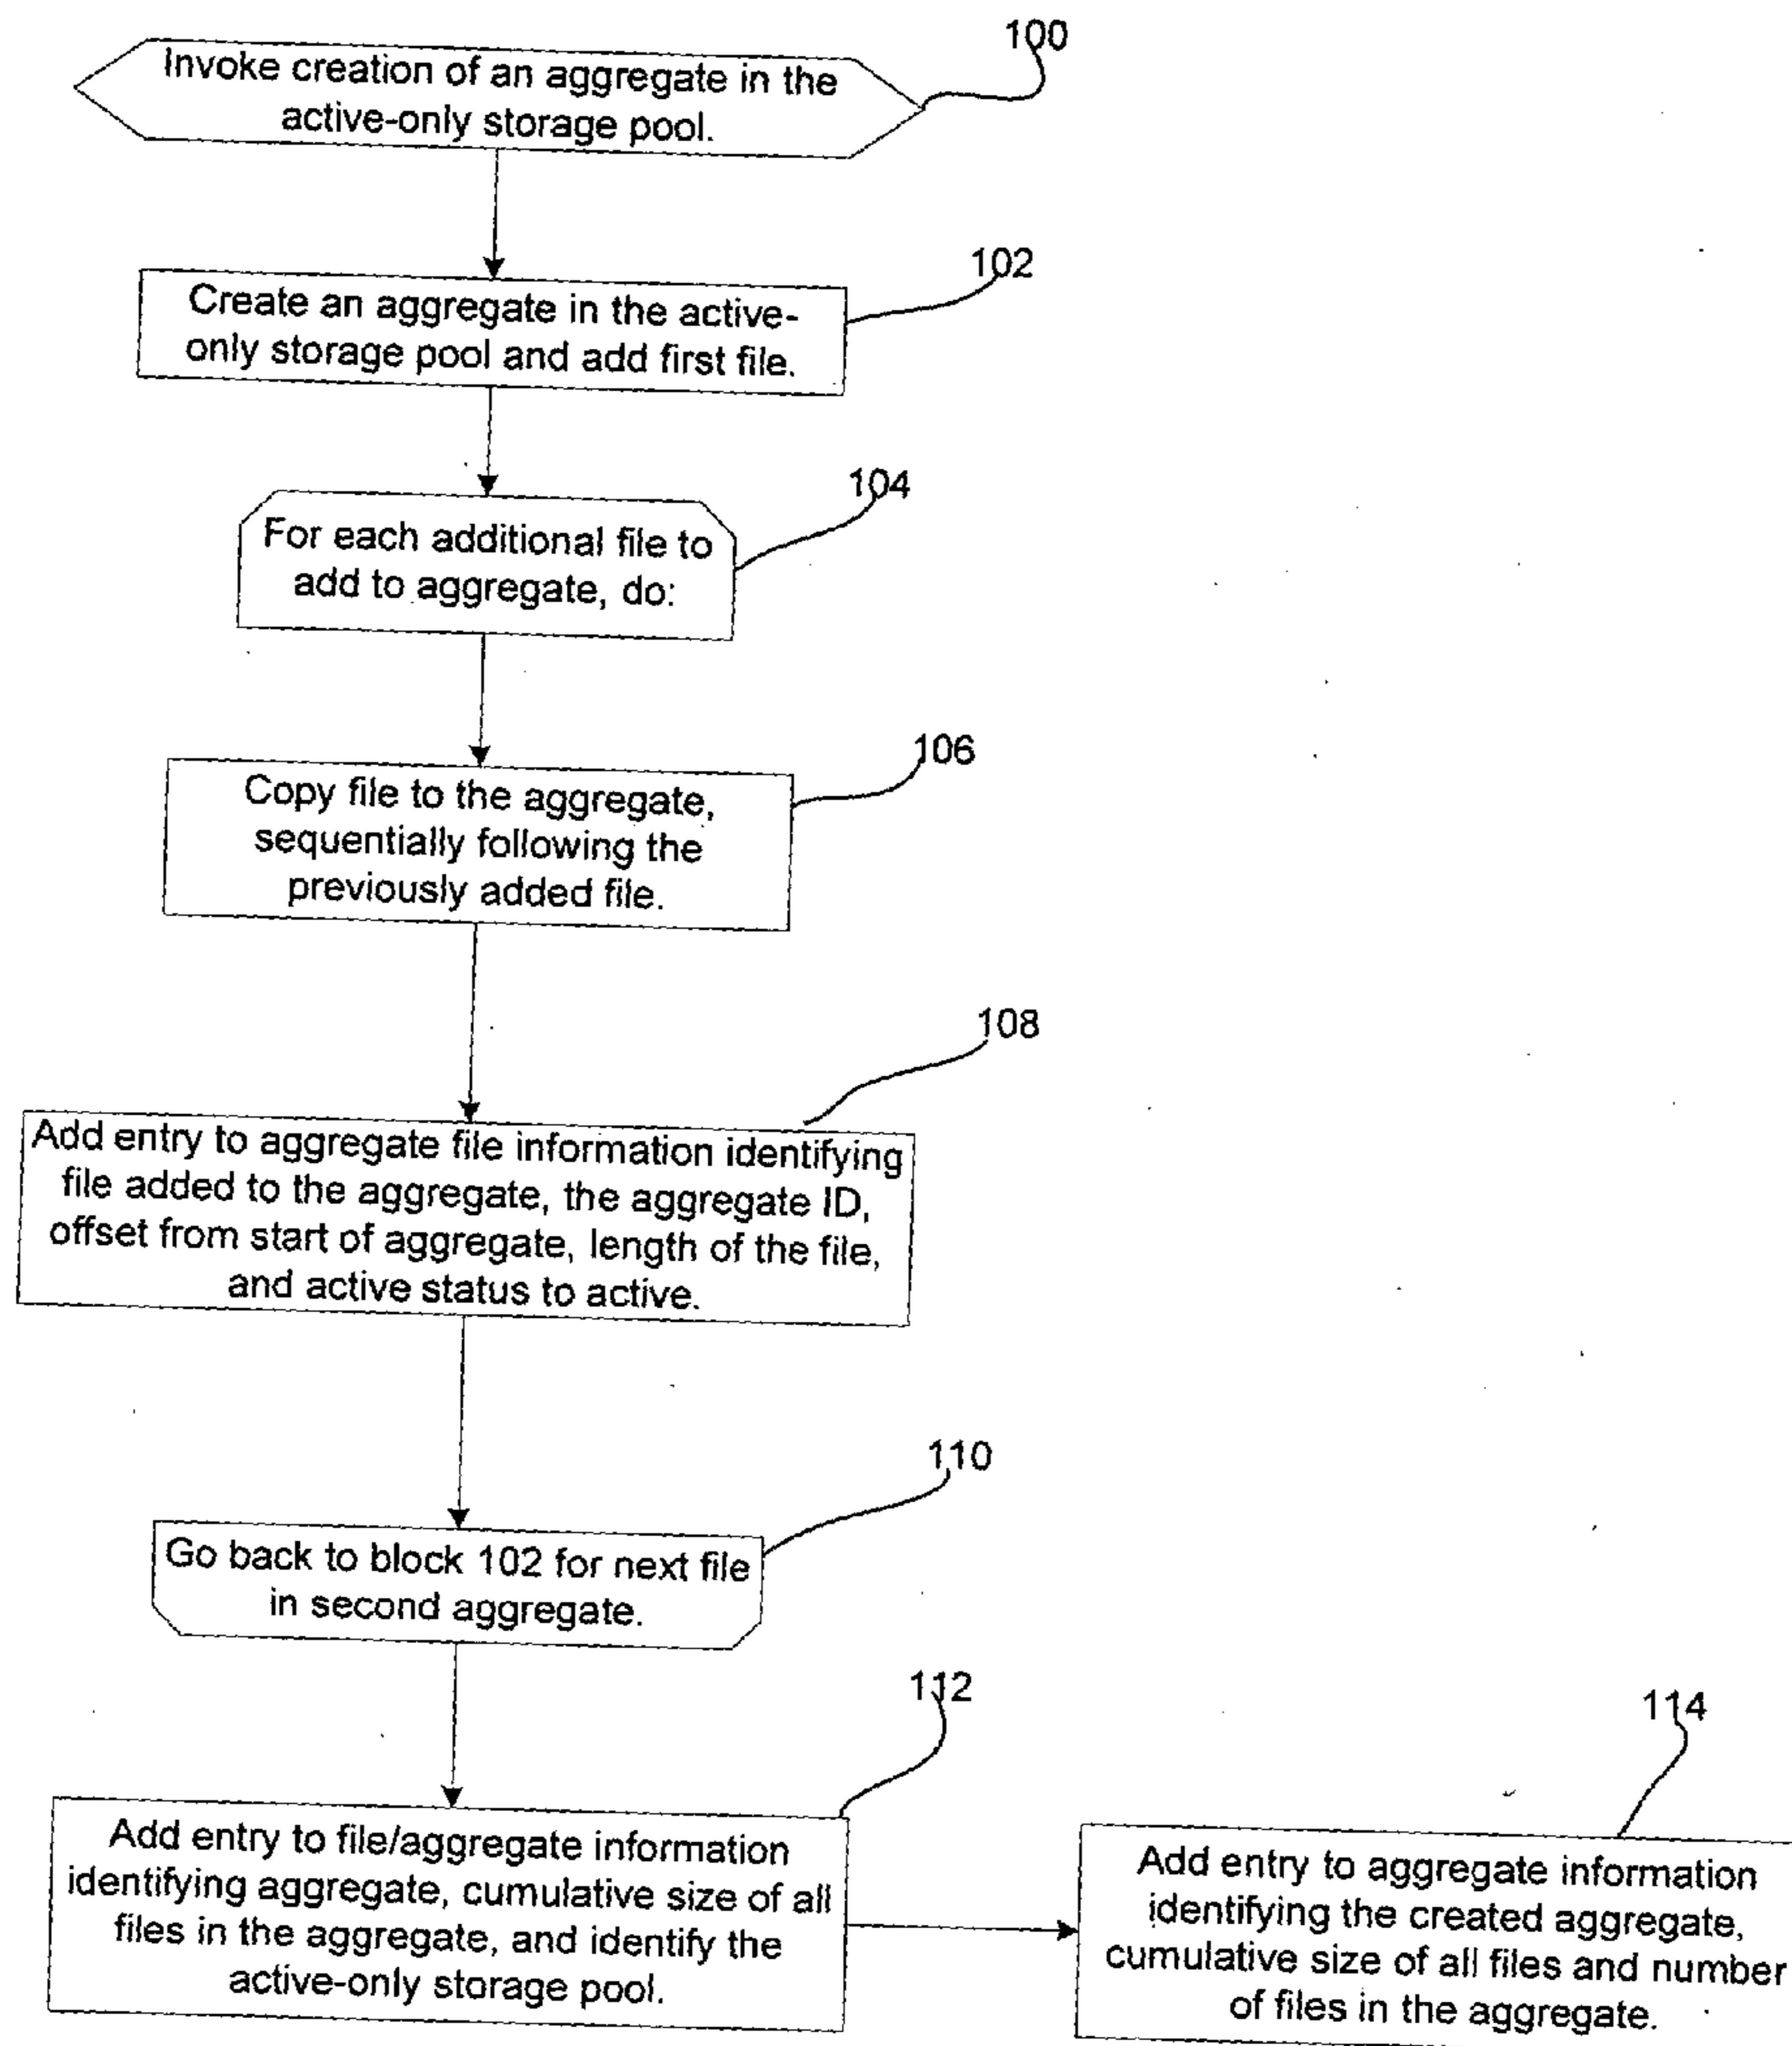 100
Invoke creation of an aggregate in the
active-only storage pool.
102
Create an aggregate in the active-
only storage pool and add first file.
104
For each additional file to
add to aggregate, do:
106
Copy file to the aggregate,
sequentially following the
previously added file.
108
Add entry to aggregate file information identifying
file added to the aggregate, the aggregate ID,
offset from start of aggregate, length of the file,
and active status to active.
110
Go back to block 102 for next file
in second aggregate.
112
Add entry to file/aggregate information
identifying aggregate, cumulative size of all
files in the aggregate, and identify the
active-only storage pool.
114
Add entry to aggregate information
identifying the created aggregate,
cumulative size of all files and number
of files in the aggregate.